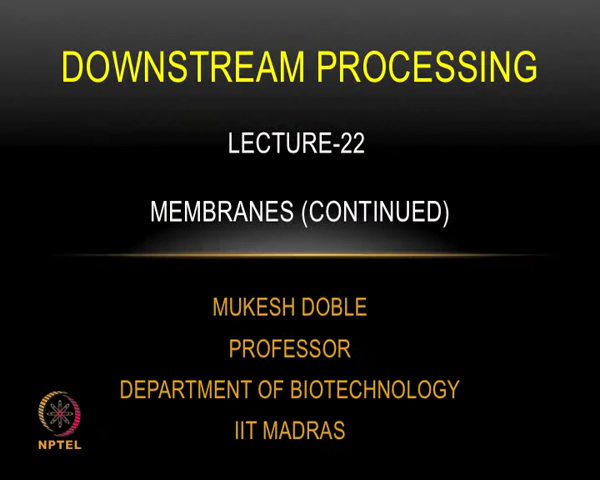 DOWNSTREAM PROCESSING
LECTURE-22
MEMBRANES (CONTINUED)
MUKESH DOBLE
PROFESSOR
DEPARTMENT OF BIOTECHNOLOGY
IIT MADRAS
NPTEL